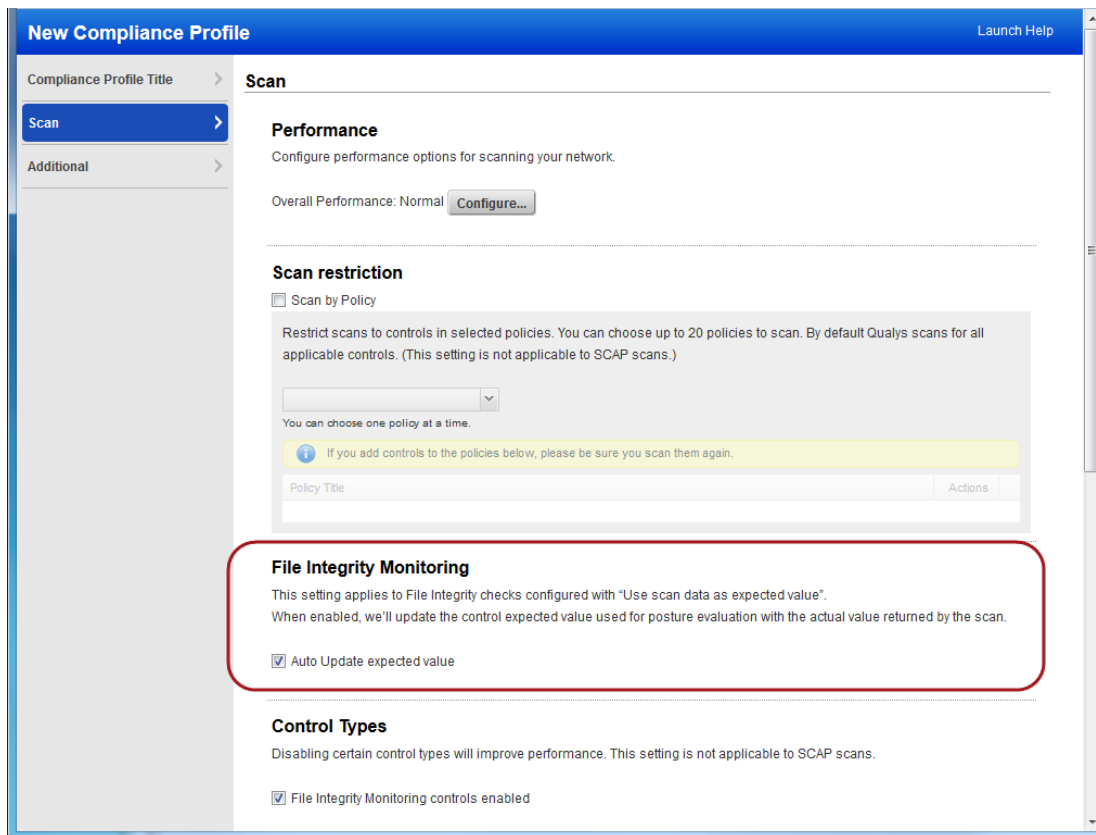 New Compliance Profile
Launch Help
Compliance Profile Title
Scan
Additional
Scan
Performance
Configure performance options for scanning your network.
Overall Performance: Normal Configure...
Scan restriction
Scan by Policy
Restrict scans to controls in selected policies. You can choose up to 20 policies to scan. By default Qualys scans for all
applicable controls. (This setting is not applicable to SCAP scans.)
You can choose one policy at a time.
If you add controls to the policies below, please be sure you scan them again.
Policy Title Actions
File Integrity Monitoring
This setting applies to File Integrity checks configured with “Use scan data as expected value”.
When enabled, we’ll update the control expected value used for posture evaluation with the actual value returned by the scan.
Auto Update expected value
Control Types
Disabling certain control types will improve performance. This setting is not applicable to SCAP scans.
File Integrity Monitoring controls enabled